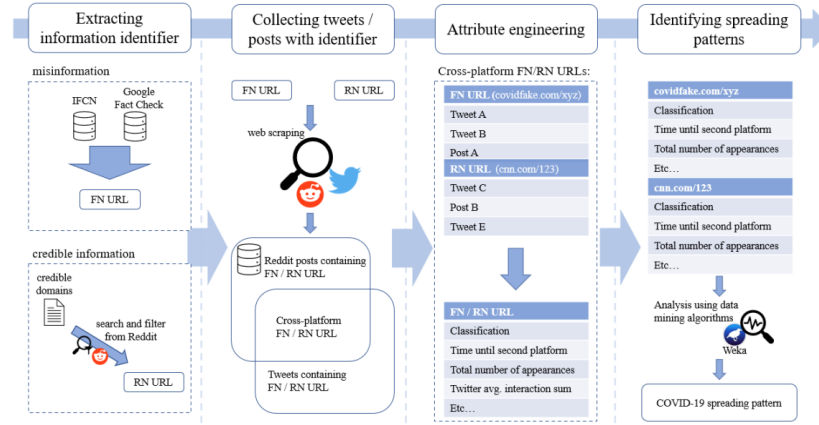 Extracting
information identifier
Collecting tweets /
posts with identifier
Attribute engineering
Identifying spreading
patterns
misinformation
IFCN
Google
Fact Check
FN URL
credible information
credible
domains
search and filter
from Reddit
RN URL
FN URL
RN URL
web scraping
Reddit posts containing
FN / RN URL
Cross-platform
FN / RN URL
Tweets containing
FN / RN URL
Cross-platform FN/RN URLs:
FN URL (covidfake.com/xyz)
Tweet A
Tweet B
Post A
RN URL (cnn.com/123)
Tweet C
Post B
Tweet E
FN / RN URL
Classification
Time until second platform
Total number of appearances
Twitter avg. interaction sum
Etc…
covidfake.com/xyz
Classification
Time until second platform
Total number of appearances
Etc…
cnn.com/123
Classification
Time until second platform
Total number of appearances
Etc…
Analysis using data
mining algorithms
Weka
COVID-19 spreading pattern